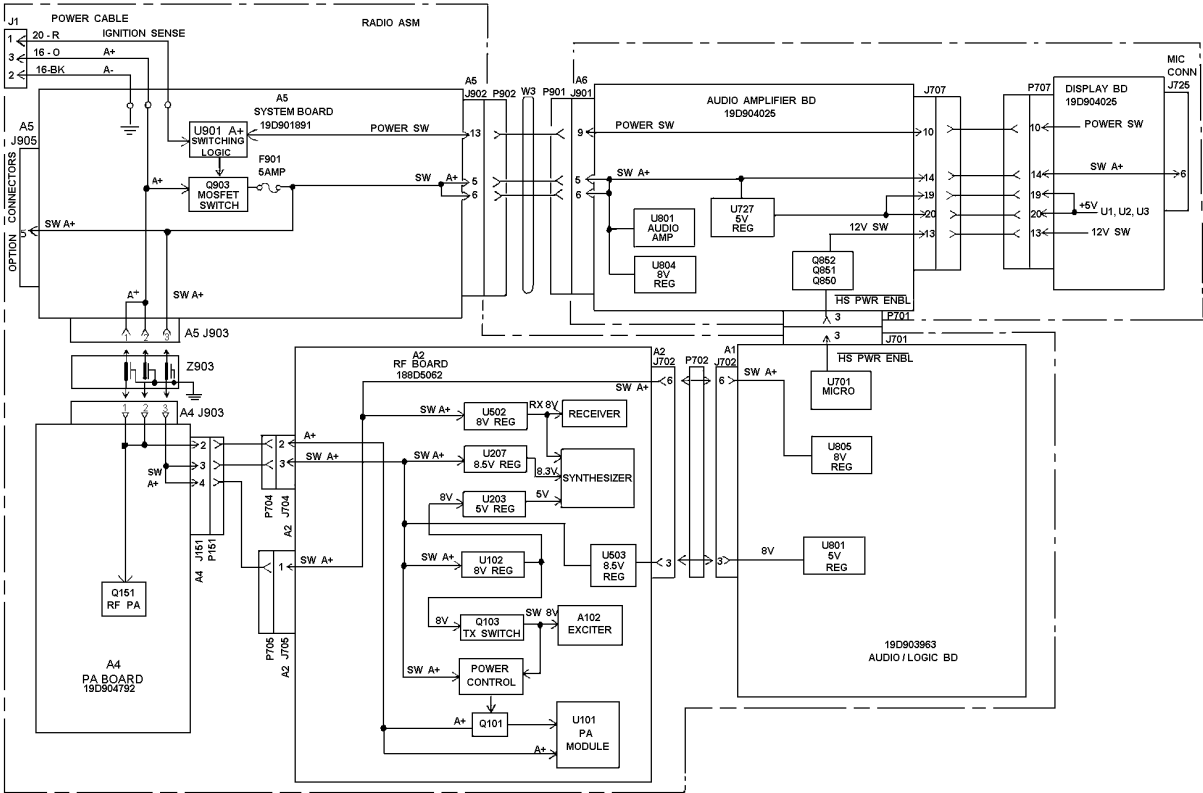 J1
POWER CABLE
RADIO ASM
1
20 - R
IGNITION SENSE
3
16 - O
A+
2
16-BK
A-
A5
J905
OPTION CONNECTORS
5
A5
SYSTEM BOARD
19D901891
U901 A+
SWITCHING
LOGIC
POWER SW
F901
5AMP
A+
Q903
MOSFET
SWITCH
SW
A+
SW A+
A+
SW A+
1 2 3
A5 J903
Z903
A4 J903
1 2 3
A5
J902
P902
13
5
6
W3
P901
A6
J901
9
5
6
AUDIO AMPLIFIER BD
19D904025
POWER SW
SW A+
U801
AUDIO
AMP
U727
5V
REG
U804
8V
REG
12V SW
Q852
Q851
Q850
HS PWR ENBL
3
P701
3
J701
J707
10
14
19
20
13
P707
10
14
19
20
13
DISPLAY BD
19D904025
POWER SW
SW A+
+5V
U1, U2, U3
12V SW
MIC
CONN
J725
6
A4
PA BOARD
19D904792
SW
A+
2
3
4
Q151
RF PA
A4 J151
P151
P704
A2 J704
2
3
P705
A2 J705
1
A2
RF BOARD
188D5062
A+
SW A+
SW A+
SW A+
SW A+
U502
8V REG
RX 8V
RECEIVER
SW A+
U207
8.5V REG
8.3V
SYNTHESIZER
8V
U203
5V REG
5V
SW A+
U102
8V REG
U503
8.5V
REG
8V
Q103
TX SWITCH
SW 8V
A102
EXCITER
SW A+
POWER
CONTROL
A+
Q101
U101
PA
MODULE
A+
A2
J702
6
3
P702
A1
J702
6
3
SW A+
HS PWR ENBL
U701
MICRO
U805
8V
REG
8V
U801
5V
REG
19D903963
AUDIO / LOGIC BD